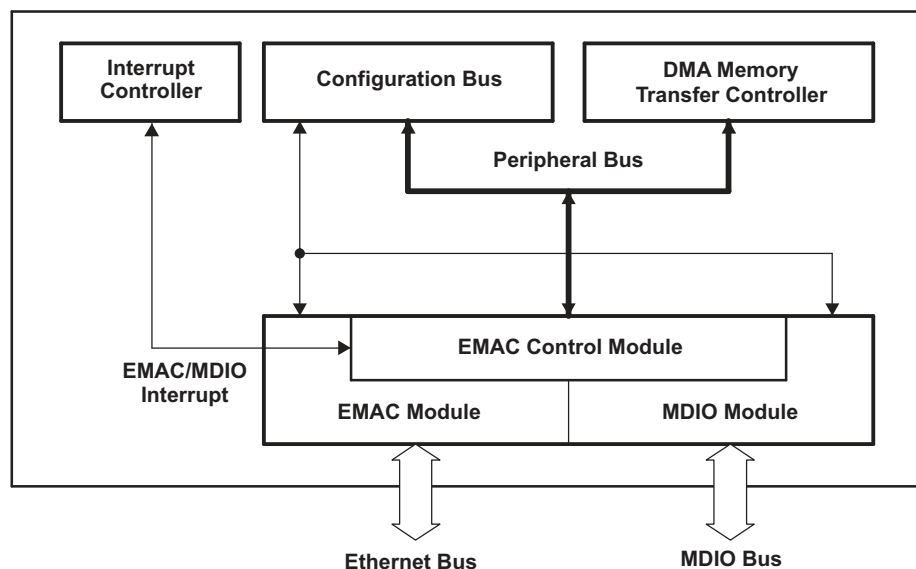 Interrupt
Controller
Configuration Bus
DMA Memory
Transfer Controller
Peripheral Bus
EMAC Control Module
EMAC/MDIO
Interrupt
EMAC Module
MDIO Module
Ethernet Bus
MDIO Bus